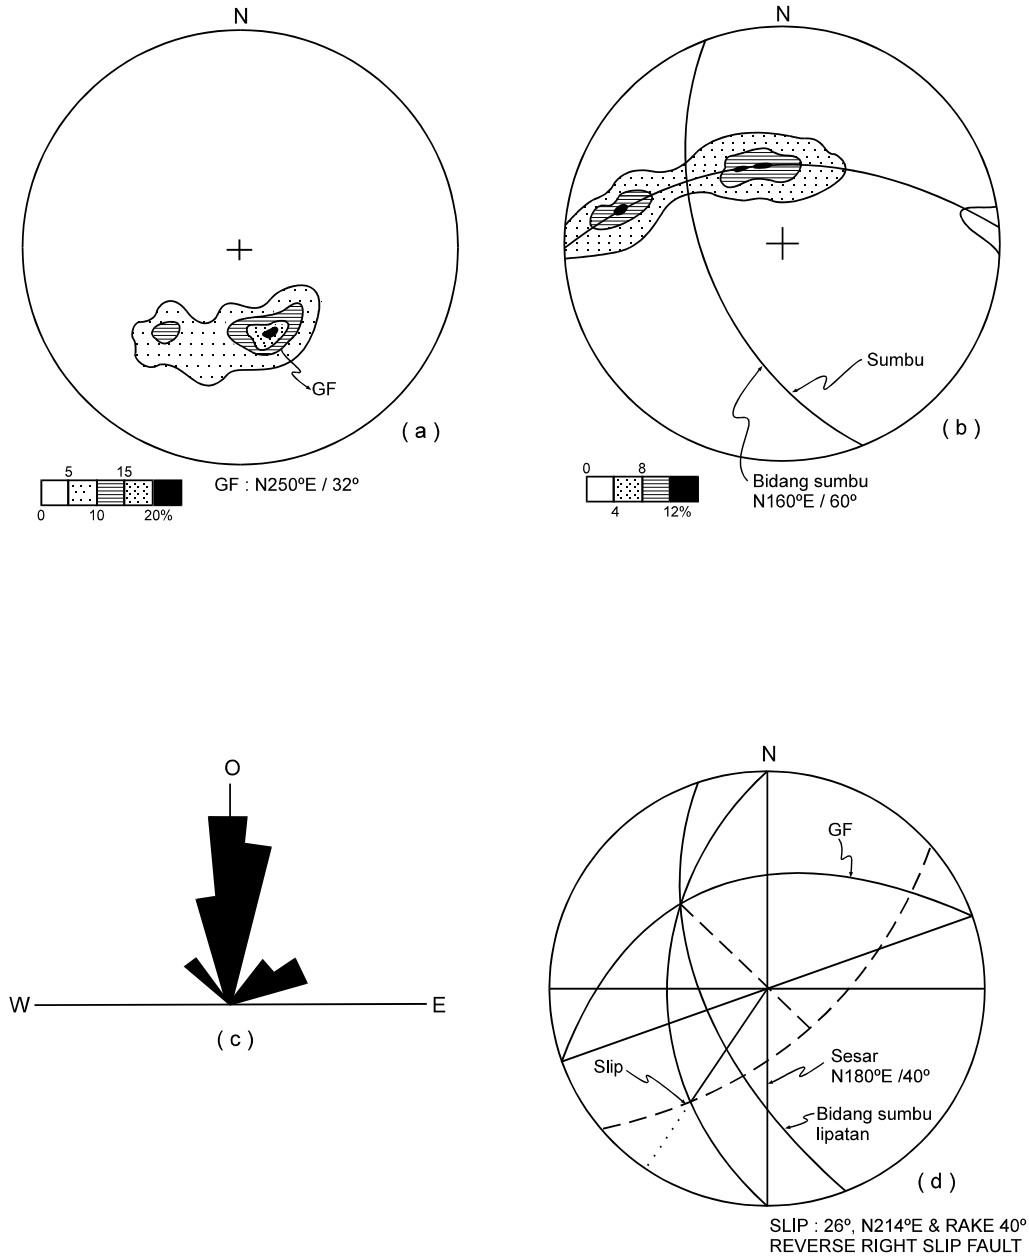 N
GF
( a )
5 15
0 10 20%
GF : N250ºE / 32º
N
Sumbu
( b )
0 8
4 12%
Bidang sumbu
N160ºE / 60º
O
W E
( c )
N
GF
Slip
Sesar
N180ºE /40º
Bidang sumbu
lipatan
( d )
SLIP : 26º, N214ºE & RAKE 40º
REVERSE RIGHT SLIP FAULT